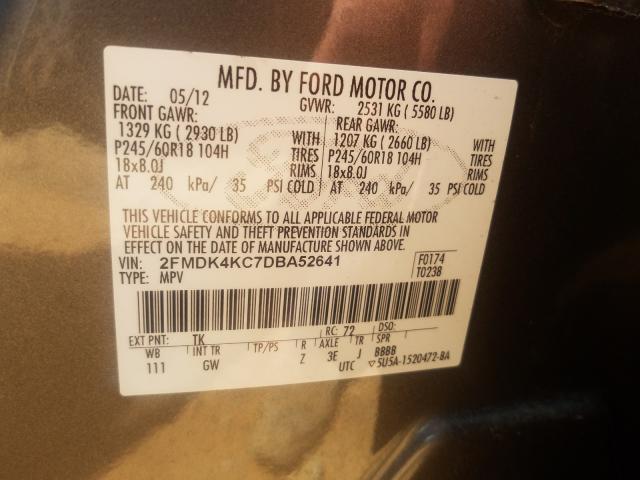 MFD. BY FORD MOTOR CO.
DATE: 05/12 GVWR: 2531 KG ( 5580 LB)
FRONT GAWR: REAR GAWR:
1329 KG ( 2930 LB) WITH 1207 KG ( 2660 LB) WITH
P245/60R18 104H TIRES P245/60R18 104H TIRES
18x8.0J RIMS 18x8.0J RIMS
AT 240 kPa/ 35 PSI COLD AT 240 kPa/ 35 PSI COLD
THIS VEHICLE CONFORMS TO ALL APPLICABLE FEDERAL MOTOR
VEHICLE SAFETY AND THEFT PREVENTION STANDARDS IN
EFFECT ON THE DATE OF MANUFACTURE SHOWN ABOVE.
VIN: 2FMDK4KC7DBA52641 F0174
TYPE: MPV T0238
EXT PNT: TK RC: 72 DSO:
WB INT TR TP/PS R AXLE TR SPR
111 GW Z 3E J BBBB
UTC ▽5U5A-1520472-BA